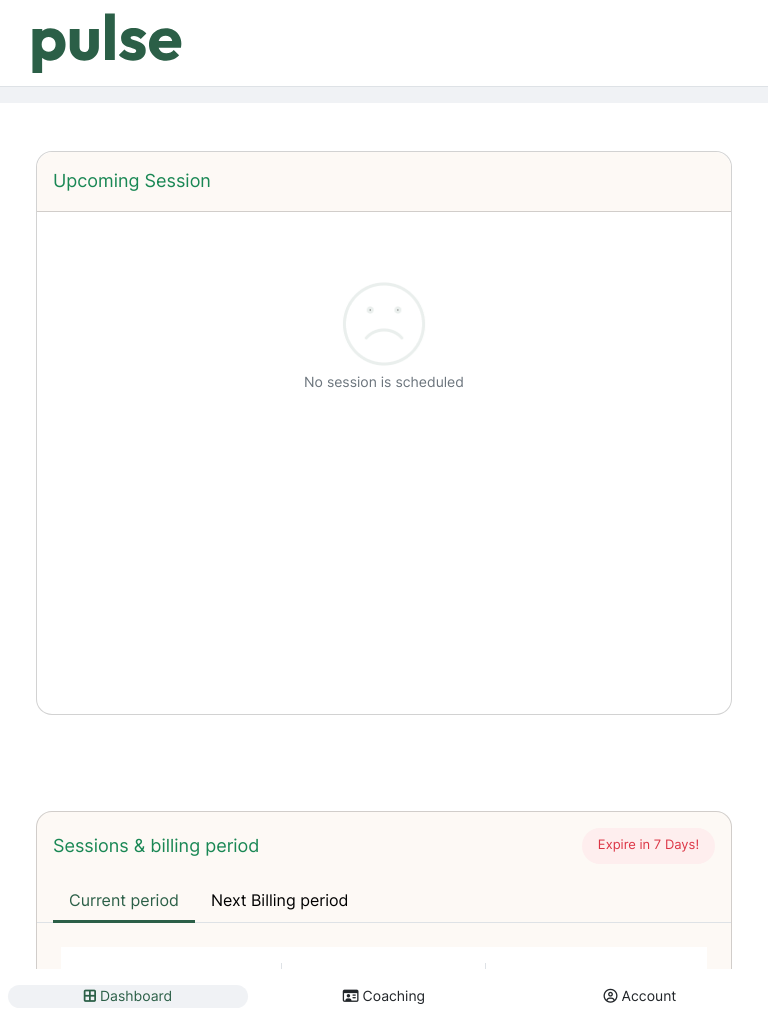 pulse
Upcoming Session
No session is scheduled
Sessions & billing period
Expire in 7 Days!
Current period
Next Billing period
Dashboard
Coaching
Account